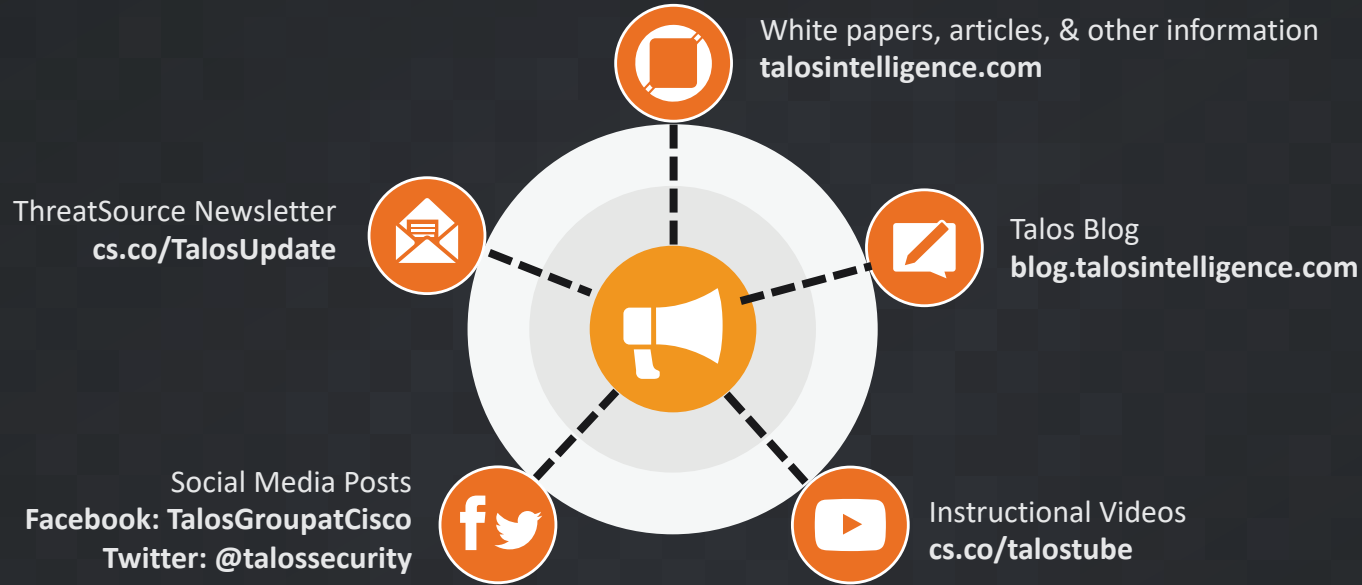 White papers, articles, & other information
talosintelligence.com
ThreatSource Newsletter
cs.co/TalosUpdate
Talos Blog
blog.talosintelligence.com
Social Media Posts
Facebook: TalosGroupatCisco
Twitter: @talossecurity
Instructional Videos
cs.co/talostube